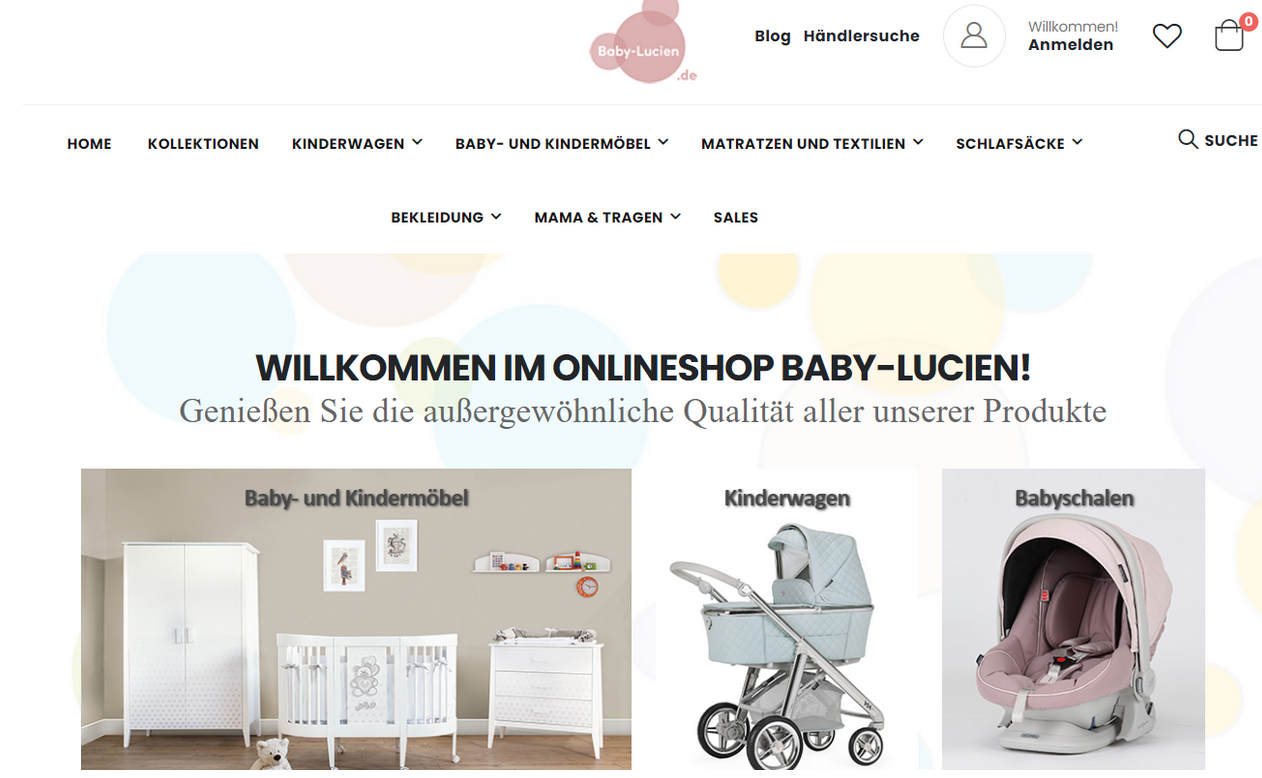 Baby-Lucien
.de
Blog Händlersuche
Willkommen!
Anmelden
0
HOME KOLLEKTIONEN KINDERWAGEN BABY- UND KINDERMÖBEL MATRATZEN UND TEXTILIEN SCHLAFSÄCKE SUCHE
BEKLEIDUNG MAMA & TRAGEN SALES
WILLKOMMEN IM ONLINESHOP BABY-LUCIEN!
Genießen Sie die außergewöhnliche Qualität aller unserer Produkte
Baby- und Kindermöbel
Kinderwagen
Babyschalen